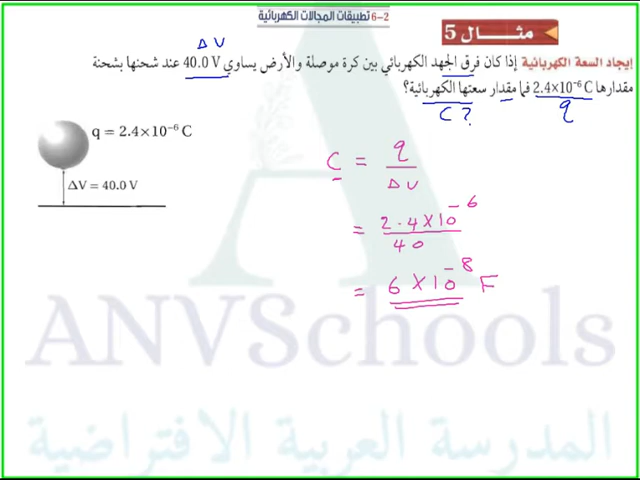 6-2 تطبيقات المجالات الكهربائية
مثـــال 5
ΔV
إيجاد السعة الكهربائية إذا كان فرق الجهد الكهربائي بين كرة موصلة والأرض يساوي 40.0 V عند شحنها بشحنة
مقدارها 2.4×10⁻⁶ C فما مقدار سعتها الكهربائية؟
C ? q
q = 2.4×10⁻⁶ C
ΔV = 40.0 V
C = q / ΔV
= 2.4 × 10⁻⁶ / 40
= 6 × 10⁻⁸ F
A
ANVSchools
المدرسة العربية الافتراضية